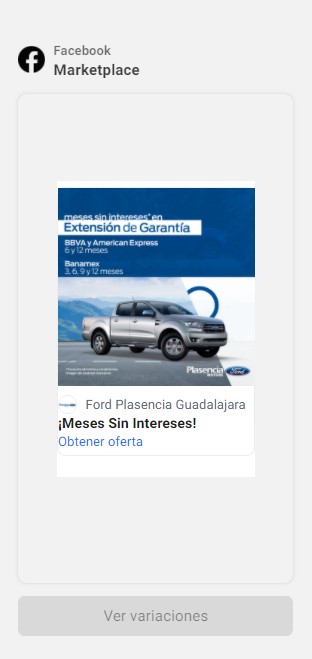 Facebook
Marketplace
meses sin intereses* en
Extensión de Garantía
BBVA y American Express
6 y 12 meses
Banamex
3, 6, 9 y 12 meses
Plasencia
Ford
Ford Plasencia Guadalajara
¡Meses Sin Intereses!
Obtener oferta
Ver variaciones